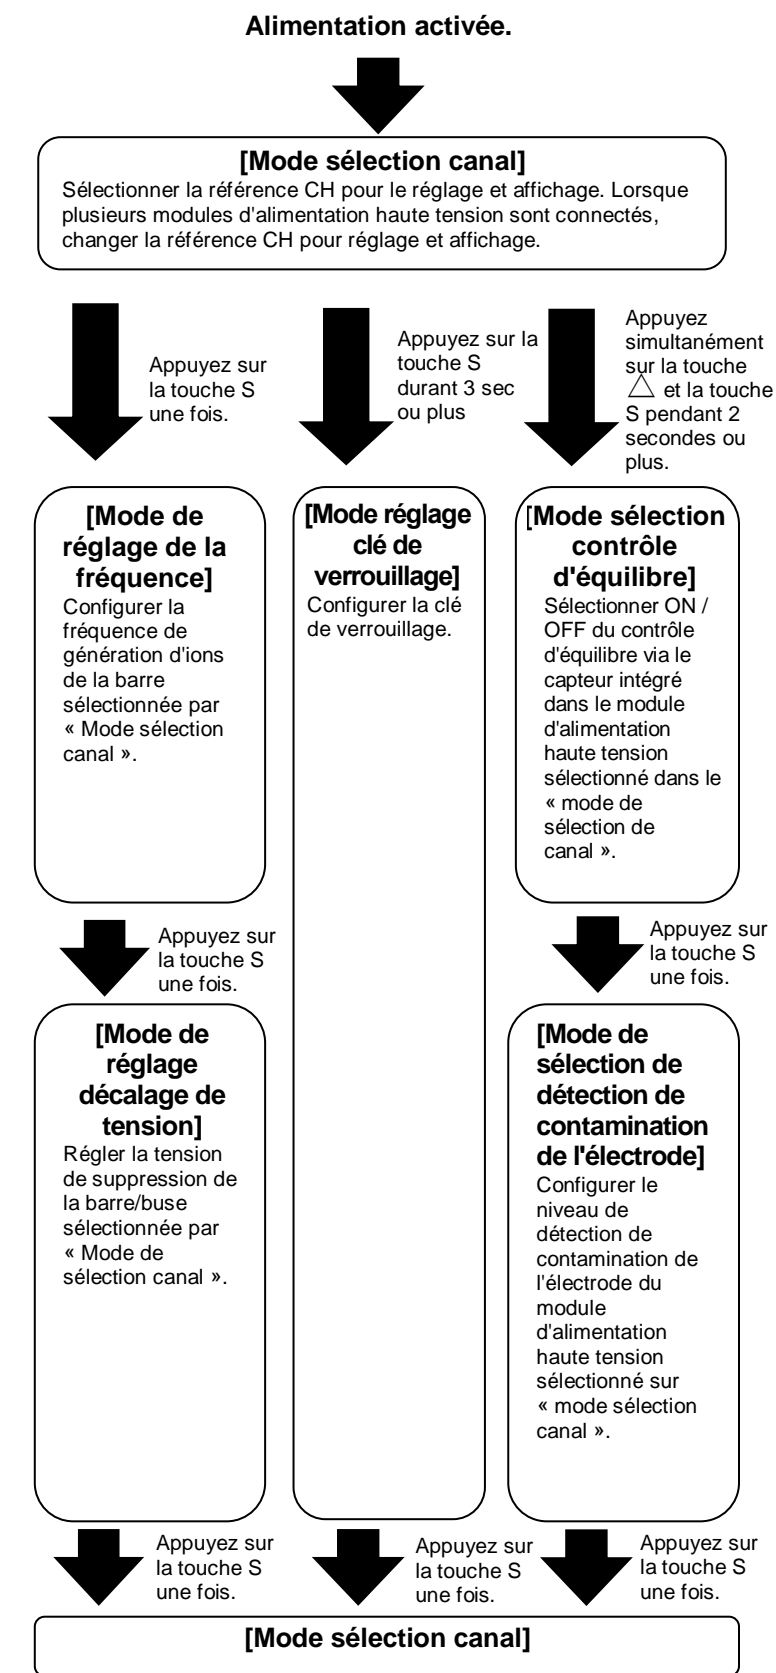 Alimentation activée.
[Mode sélection canal]
Sélectionner la référence CH pour le réglage et affichage. Lorsque
plusieurs modules d'alimentation haute tension sont connectés,
changer la référence CH pour réglage et affichage.
Appuyez sur
la touche S
une fois.
Appuyez sur la
touche S
durant 3 sec
ou plus
Appuyez
simultanément
sur la touche
△ et la touche
S pendant 2
secondes ou
plus.
[Mode de
réglage de la
fréquence]
Configurer la
fréquence de
génération d'ions
de la barre
sélectionnée par
« Mode sélection
canal ».
[Mode réglage
clé de
verrouillage]
Configurer la clé
de verrouillage.
[Mode sélection
contrôle
d'équilibre]
Sélectionner ON /
OFF du contrôle
d'équilibre via le
capteur intégré
dans le module
d'alimentation
haute tension
sélectionné dans le
« mode de
sélection de
canal ».
Appuyez sur
la touche S
une fois.
Appuyez sur
la touche S
une fois.
[Mode de
réglage
décalage de
tension]
Régler la tension
de suppression de
la barre/buse
sélectionnée par
« Mode de
sélection canal ».
[Mode de
sélection de
détection de
contamination
de l'électrode]
Configurer le
niveau de
détection de
contamination de
l'électrode du
module
d'alimentation
haute tension
sélectionné sur
« mode sélection
canal ».
Appuyez sur
la touche S
une fois.
Appuyez sur
la touche S
une fois.
Appuyez sur
la touche S
une fois.
[Mode sélection canal]